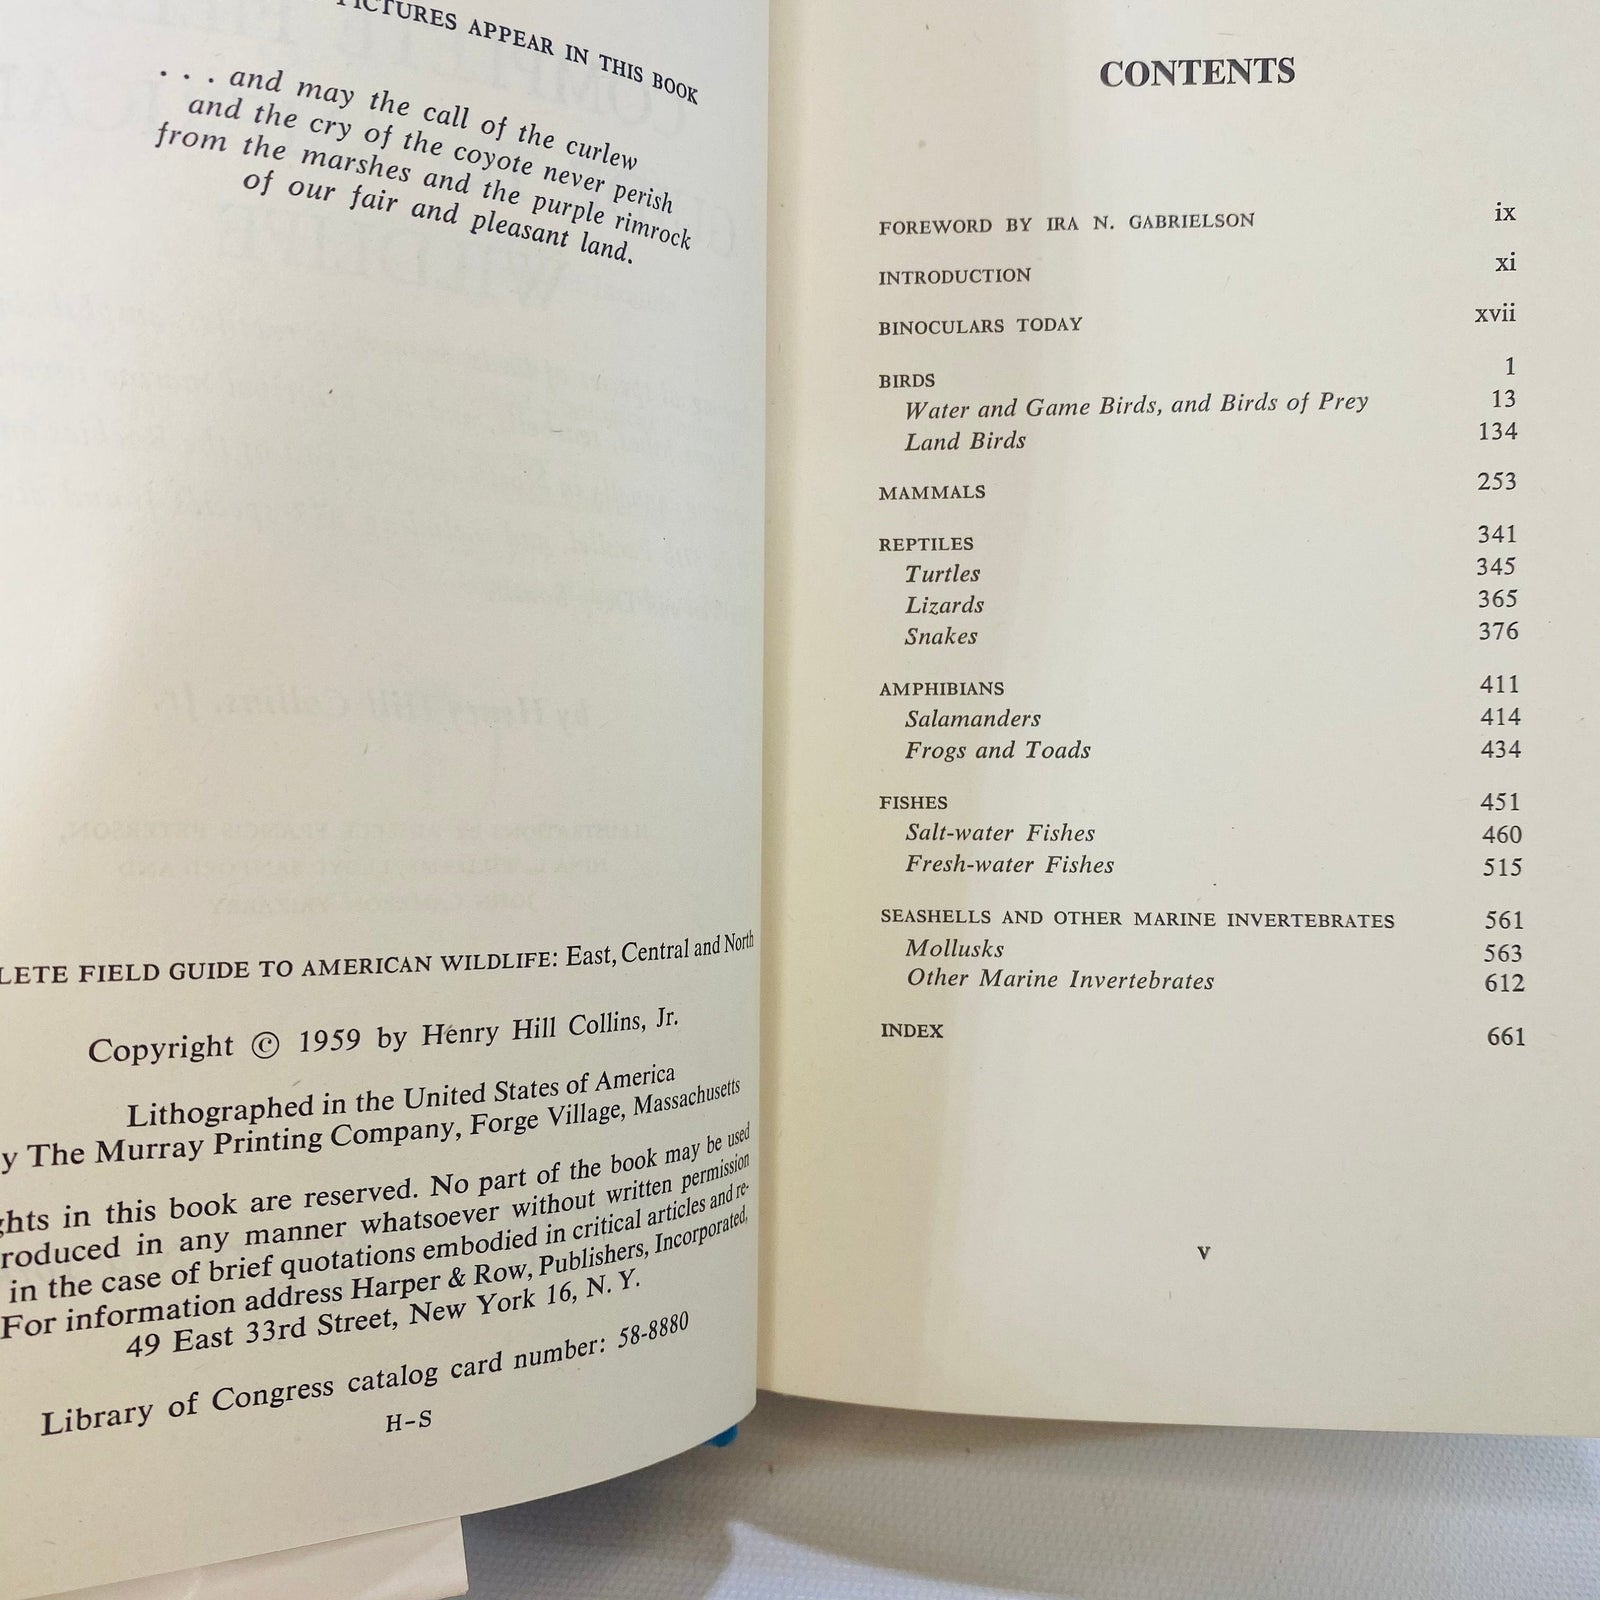 PICTURES APPEAR IN THIS BOOK
. . . and may the call of the curlew
and the cry of the coyote never perish
from the marshes and the purple rimrock
of our fair and pleasant land.
LETE FIELD GUIDE TO AMERICAN WILDLIFE: East, Central and North
Copyright © 1959 by Henry Hill Collins, Jr.
Lithographed in the United States of America
y The Murray Printing Company, Forge Village, Massachusetts
ghts in this book are reserved. No part of the book may be used
roduced in any manner whatsoever without written permission
in the case of brief quotations embodied in critical articles and re-
For information address Harper & Row, Publishers, Incorporated,
49 East 33rd Street, New York 16, N. Y.
Library of Congress catalog card number: 58-8880
H-S
CONTENTS
FOREWORD BY IRA N. GABRIELSON ix
INTRODUCTION xi
BINOCULARS TODAY xvii
BIRDS 1
Water and Game Birds, and Birds of Prey 13
Land Birds 134
MAMMALS 253
REPTILES 341
Turtles 345
Lizards 365
Snakes 376
AMPHIBIANS 411
Salamanders 414
Frogs and Toads 434
FISHES 451
Salt-water Fishes 460
Fresh-water Fishes 515
SEASHELLS AND OTHER MARINE INVERTEBRATES 561
Mollusks 563
Other Marine Invertebrates 612
INDEX 661
v